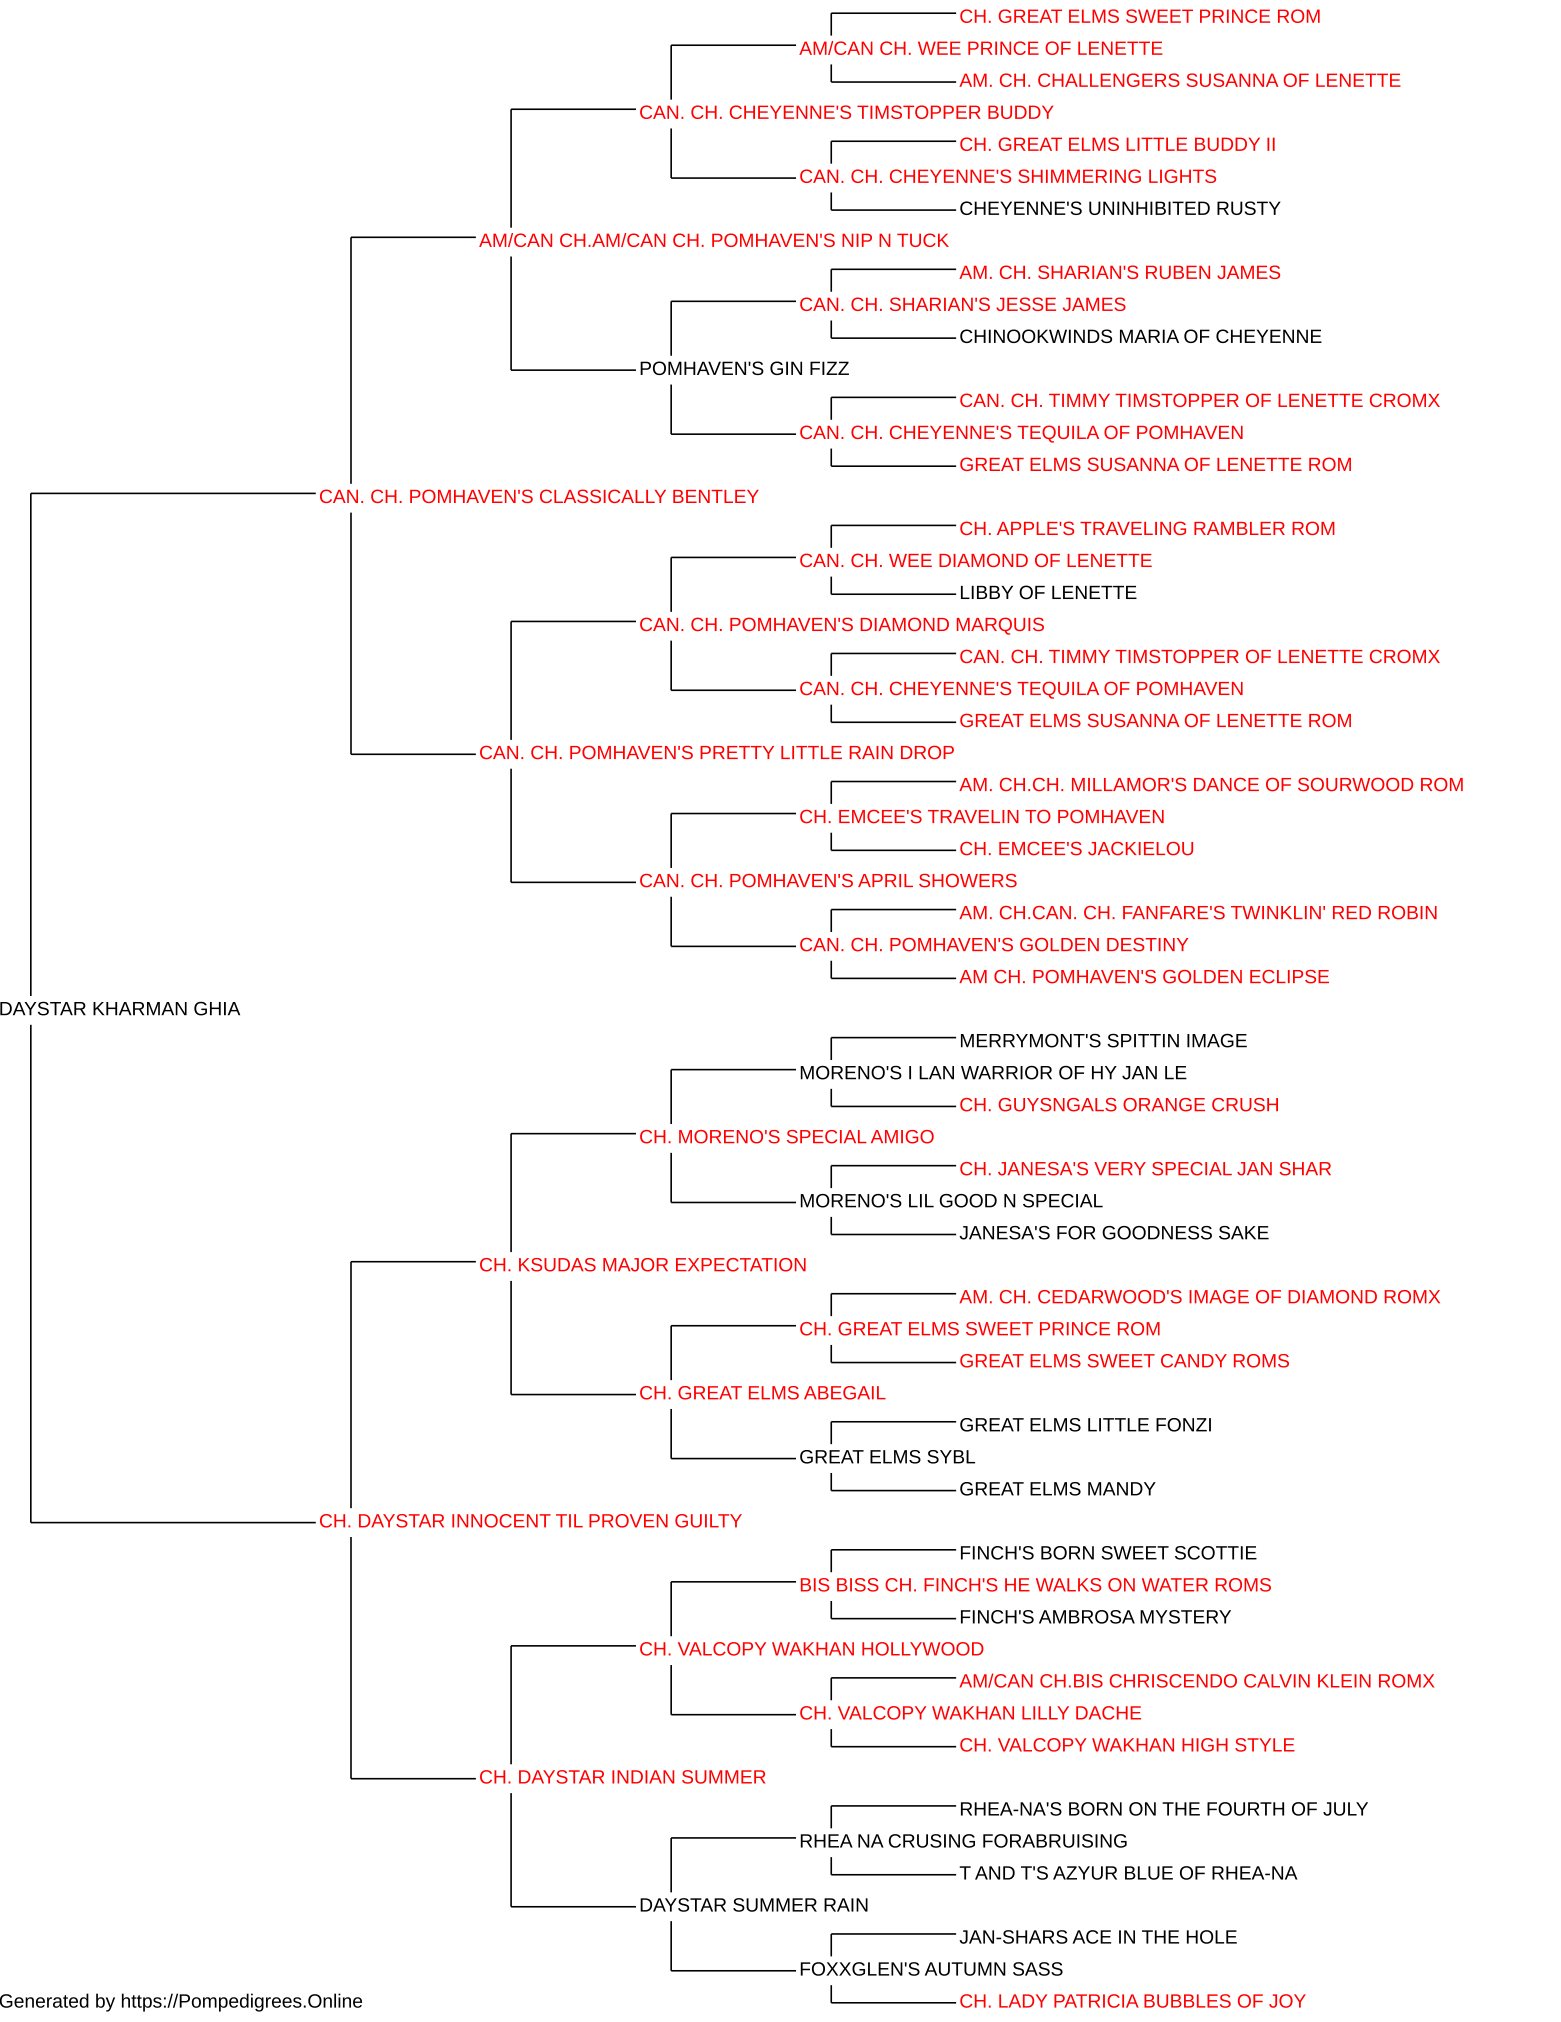 CH. GREAT ELMS SWEET PRINCE ROM
AM/CAN CH. WEE PRINCE OF LENETTE
AM. CH. CHALLENGERS SUSANNA OF LENETTE
CAN. CH. CHEYENNE'S TIMSTOPPER BUDDY
CH. GREAT ELMS LITTLE BUDDY II
CAN. CH. CHEYENNE'S SHIMMERING LIGHTS
CHEYENNE'S UNINHIBITED RUSTY
AM/CAN CH.AM/CAN CH. POMHAVEN'S NIP N TUCK
AM. CH. SHARIAN'S RUBEN JAMES
CAN. CH. SHARIAN'S JESSE JAMES
CHINOOKWINDS MARIA OF CHEYENNE
POMHAVEN'S GIN FIZZ
CAN. CH. TIMMY TIMSTOPPER OF LENETTE CROMX
CAN. CH. CHEYENNE'S TEQUILA OF POMHAVEN
GREAT ELMS SUSANNA OF LENETTE ROM
CAN. CH. POMHAVEN'S CLASSICALLY BENTLEY
CH. APPLE'S TRAVELING RAMBLER ROM
CAN. CH. WEE DIAMOND OF LENETTE
LIBBY OF LENETTE
CAN. CH. POMHAVEN'S DIAMOND MARQUIS
CAN. CH. TIMMY TIMSTOPPER OF LENETTE CROMX
CAN. CH. CHEYENNE'S TEQUILA OF POMHAVEN
GREAT ELMS SUSANNA OF LENETTE ROM
CAN. CH. POMHAVEN'S PRETTY LITTLE RAIN DROP
AM. CH.CH. MILLAMOR'S DANCE OF SOURWOOD ROM
CH. EMCEE'S TRAVELIN TO POMHAVEN
CH. EMCEE'S JACKIELOU
CAN. CH. POMHAVEN'S APRIL SHOWERS
AM. CH.CAN. CH. FANFARE'S TWINKLIN' RED ROBIN
CAN. CH. POMHAVEN'S GOLDEN DESTINY
AM CH. POMHAVEN'S GOLDEN ECLIPSE
DAYSTAR KHARMAN GHIA
MERRYMONT'S SPITTIN IMAGE
MORENO'S I LAN WARRIOR OF HY JAN LE
CH. GUYSNGALS ORANGE CRUSH
CH. MORENO'S SPECIAL AMIGO
CH. JANESA'S VERY SPECIAL JAN SHAR
MORENO'S LIL GOOD N SPECIAL
JANESA'S FOR GOODNESS SAKE
CH. KSUDAS MAJOR EXPECTATION
AM. CH. CEDARWOOD'S IMAGE OF DIAMOND ROMX
CH. GREAT ELMS SWEET PRINCE ROM
GREAT ELMS SWEET CANDY ROMS
CH. GREAT ELMS ABEGAIL
GREAT ELMS LITTLE FONZI
GREAT ELMS SYBL
GREAT ELMS MANDY
CH. DAYSTAR INNOCENT TIL PROVEN GUILTY
FINCH'S BORN SWEET SCOTTIE
BIS BISS CH. FINCH'S HE WALKS ON WATER ROMS
FINCH'S AMBROSA MYSTERY
CH. VALCOPY WAKHAN HOLLYWOOD
AM/CAN CH.BIS CHRISCENDO CALVIN KLEIN ROMX
CH. VALCOPY WAKHAN LILLY DACHE
CH. VALCOPY WAKHAN HIGH STYLE
CH. DAYSTAR INDIAN SUMMER
RHEA-NA'S BORN ON THE FOURTH OF JULY
RHEA NA CRUSING FORABRUISING
T AND T'S AZYUR BLUE OF RHEA-NA
DAYSTAR SUMMER RAIN
JAN-SHARS ACE IN THE HOLE
FOXXGLEN'S AUTUMN SASS
CH. LADY PATRICIA BUBBLES OF JOY
Generated by https://Pompedigrees.Online